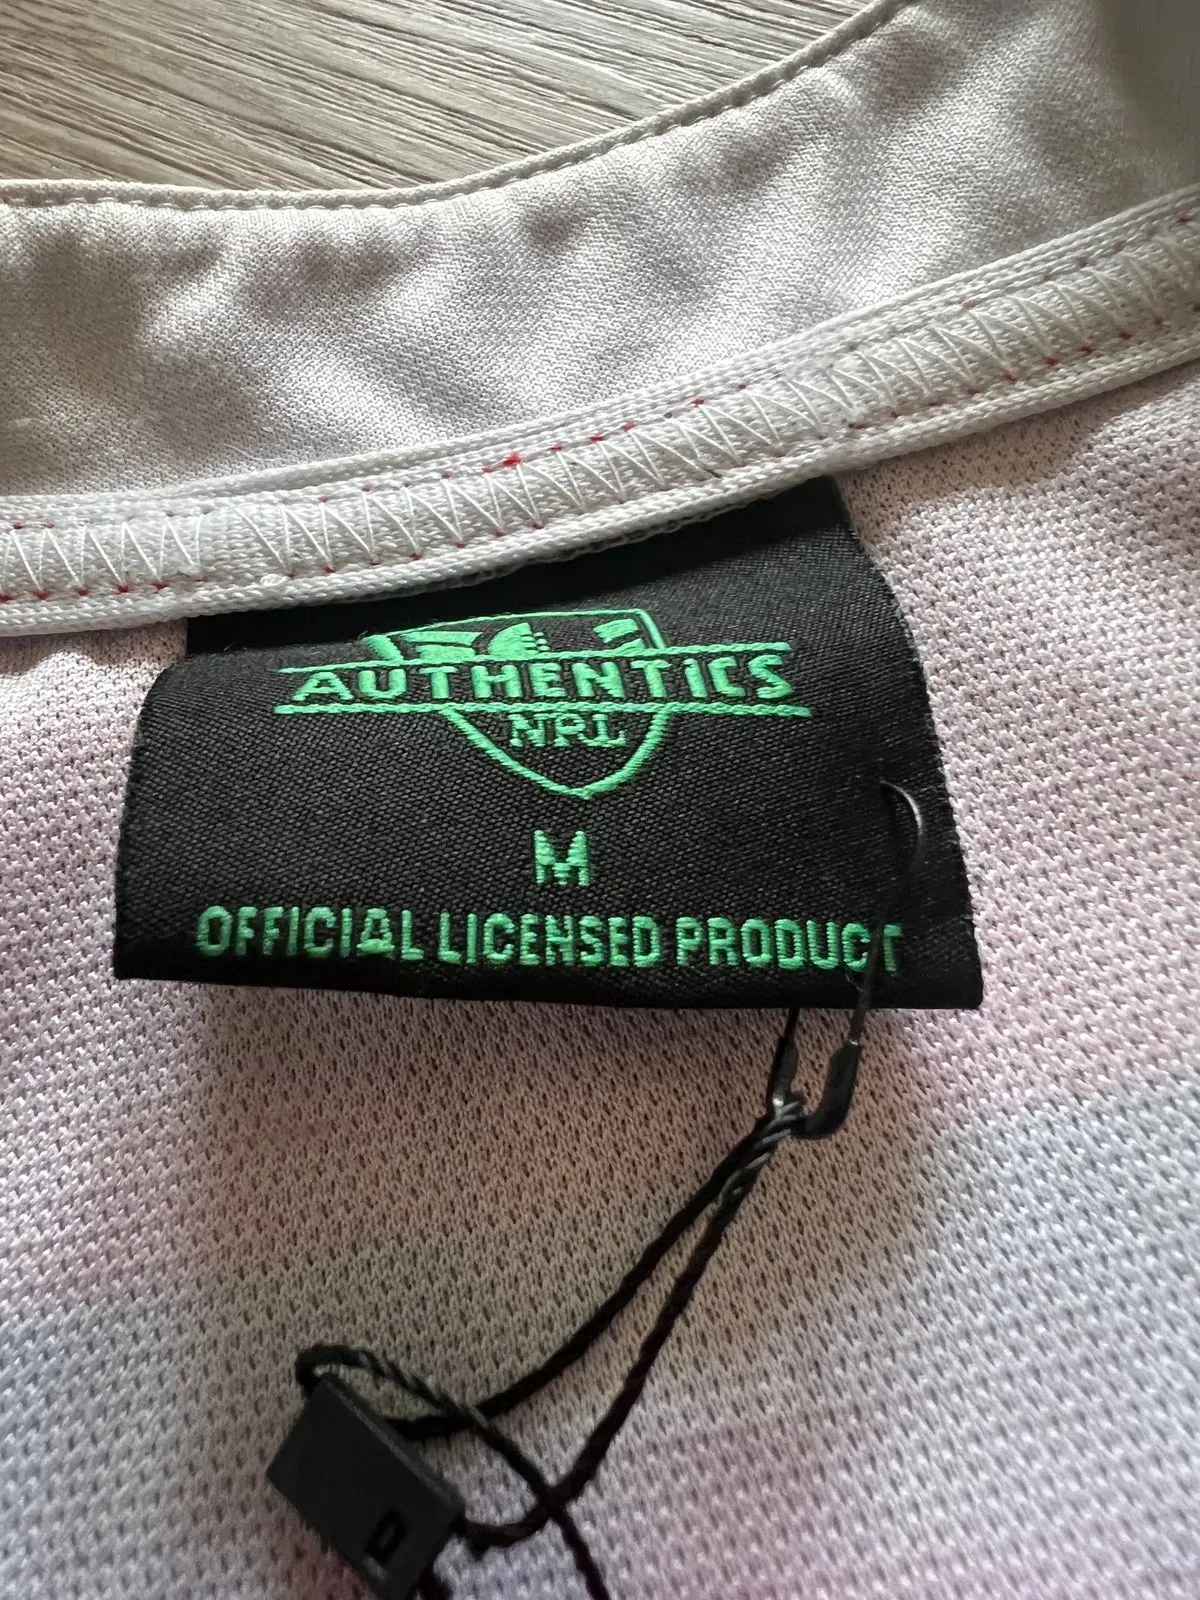 AUTHENTICS
NRL
M
OFFICIAL LICENSED PRODUCT